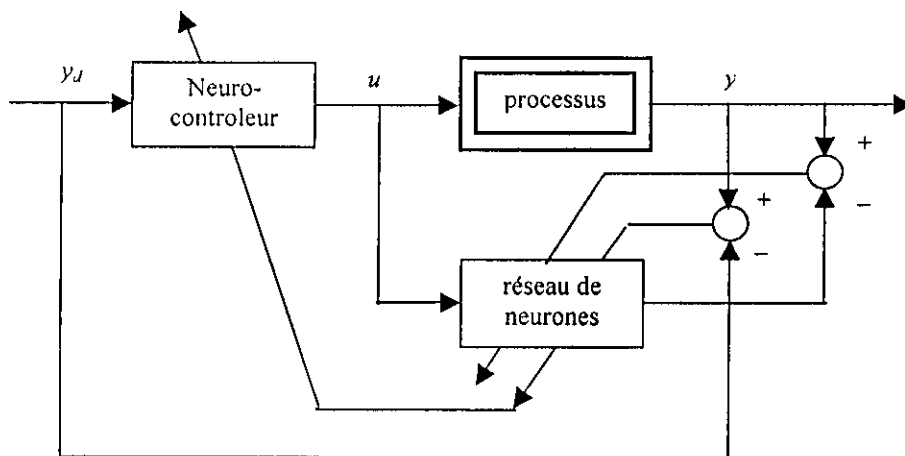 y_d
Neuro-
controleur
u
processus
y
+
−
+
−
réseau de
neurones